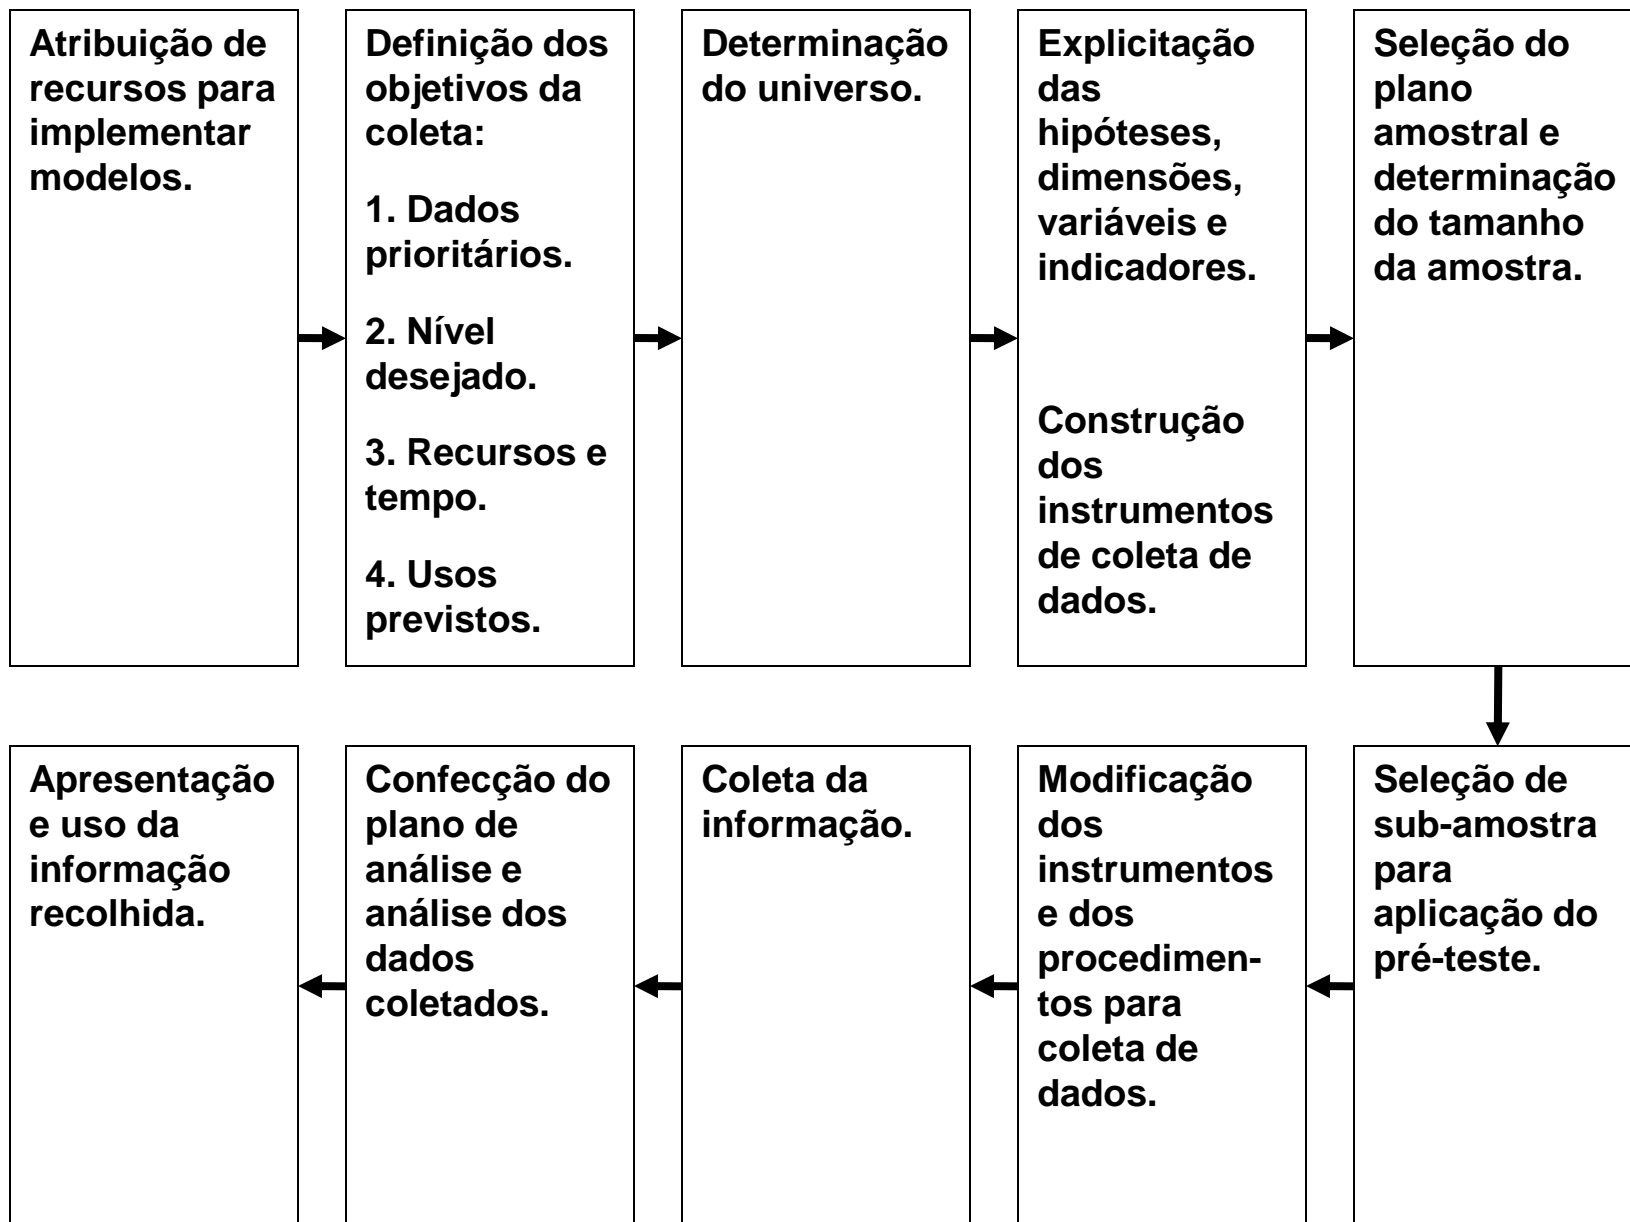 Atribuição de
recursos para
implementar
modelos.
Definição dos
objetivos da
coleta:
1. Dados
prioritários.
2. Nível
desejado.
3. Recursos e
tempo.
4. Usos
previstos.
Determinação
do universo.
Explicitação
das
hipóteses,
dimensões,
variáveis e
indicadores.
Construção
dos
instrumentos
de coleta de
dados.
Seleção do
plano
amostral e
determinação
do tamanho
da amostra.
Seleção de
sub-amostra
para
aplicação do
pré-teste.
Modificação
dos
instrumentos
e dos
procedimen-
tos para
coleta de
dados.
Coleta da
informação.
Confecção do
plano de
análise e
análise dos
dados
coletados.
Apresentação
e uso da
informação
recolhida.